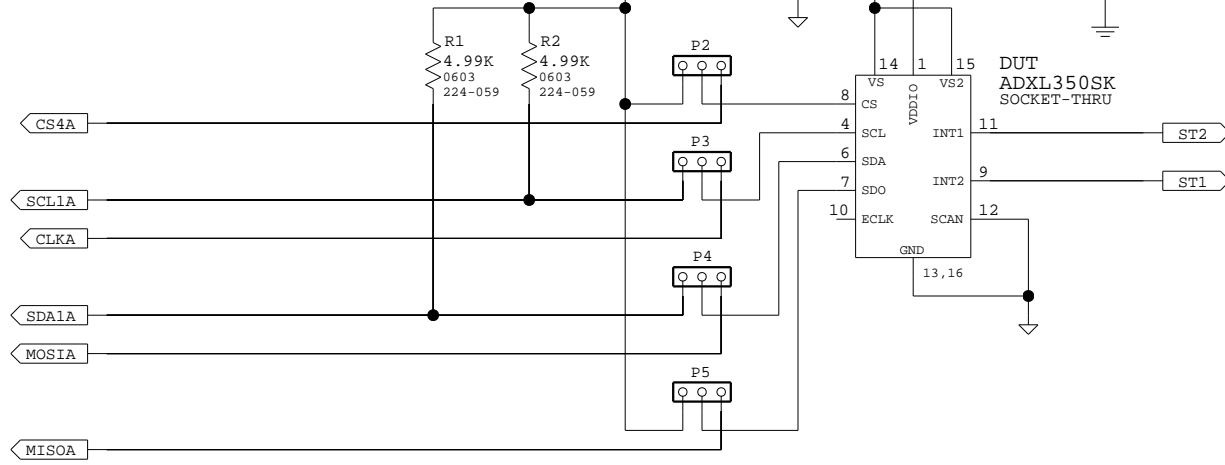 R1
4.99K
0603
224-059
R2
4.99K
0603
224-059
P2
14
1
15
DUT
ADXL350SK
SOCKET-THRU
VS
VDDIO
VS2
8
CS
CS4A
4
SCL
INT1
11
ST2
P3
6
SDA
7
SDO
INT2
9
ST1
SCL1A
10
ECLK
SCAN
12
CLKA
GND
13,16
P4
SDA1A
MOSIA
P5
MISOA